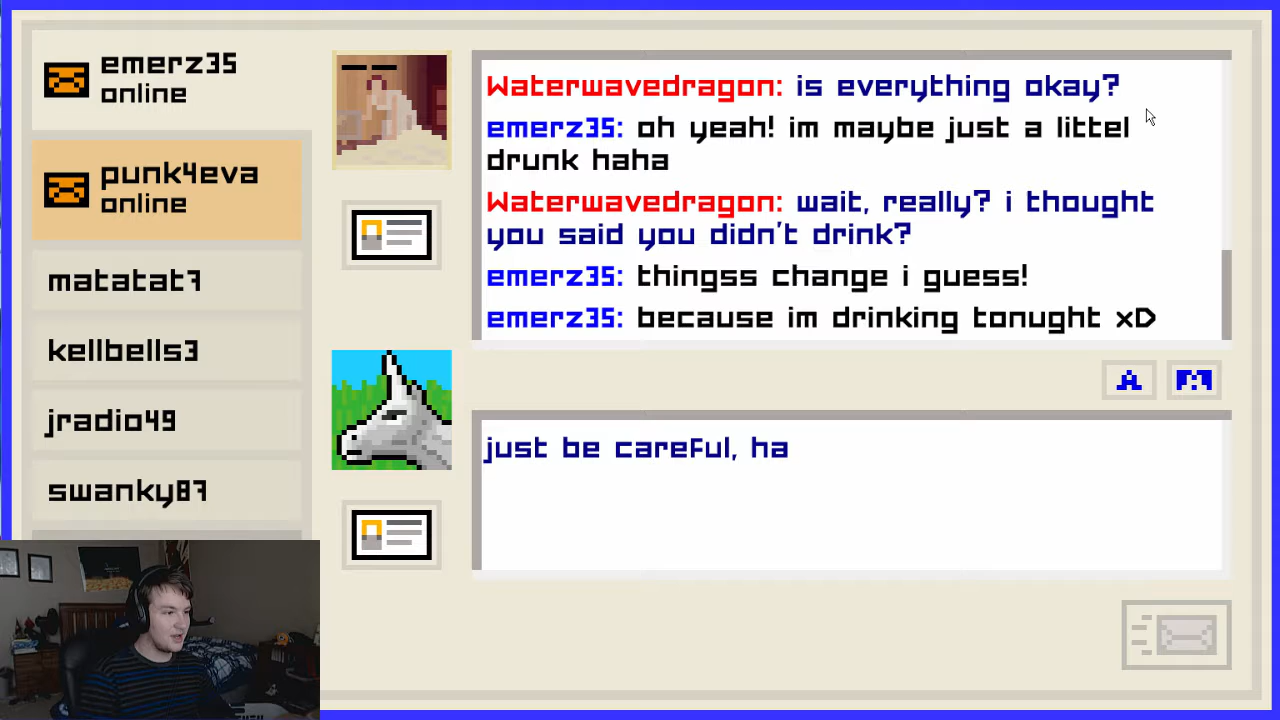 emerz35
online
punk4eva
online
matatat7
kellbells3
jradio49
swanky87
Waterwavedragon: is everything okay?
emerz35: oh yeah! im maybe just a littel
drunk haha
Waterwavedragon: wait, really? i thought
you said you didn't drink?
emerz35: thingss change i guess!
emerz35: because im drinking tonught xD
A
just be careful, ha